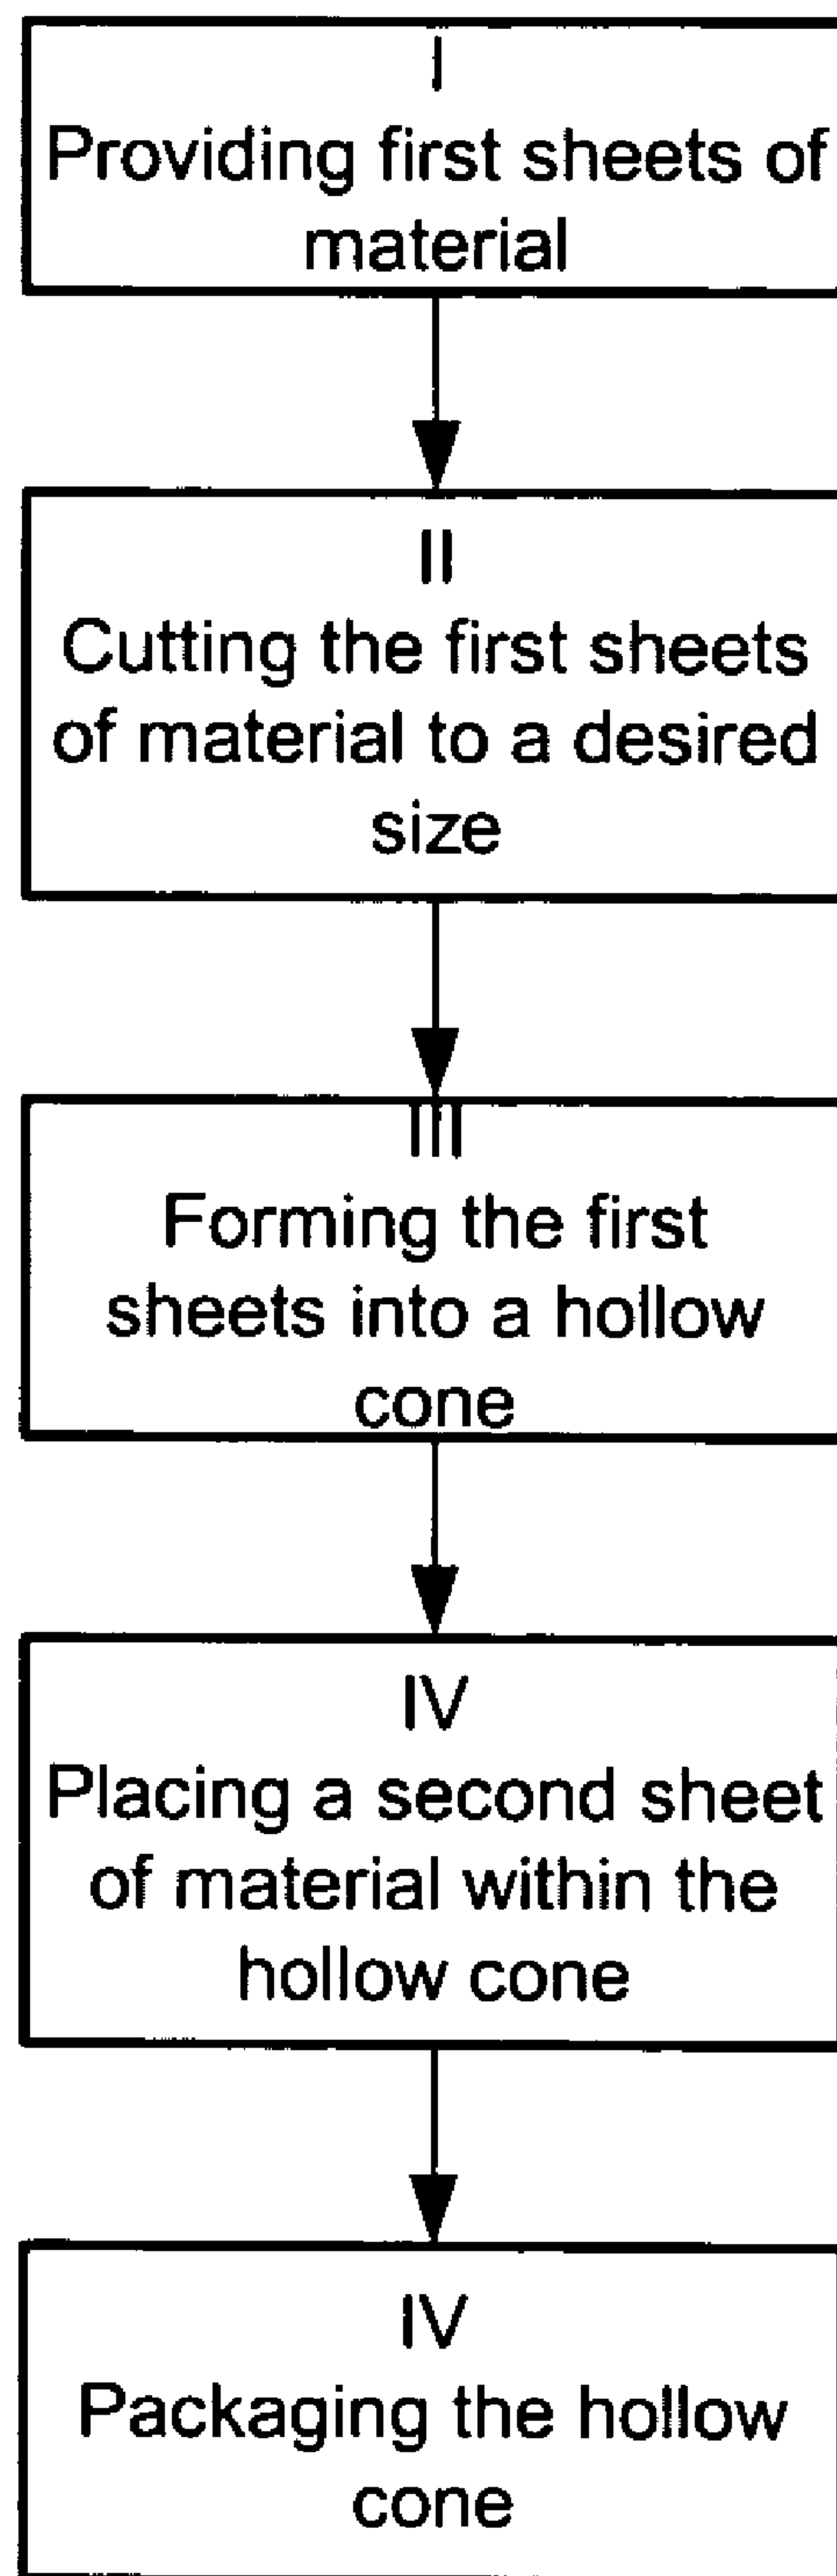 I
Providing first sheets of
material
II
Cutting the first sheets
of material to a desired
size
III
Forming the first
sheets into a hollow
cone
IV
Placing a second sheet
of material within the
hollow cone
IV
Packaging the hollow
cone